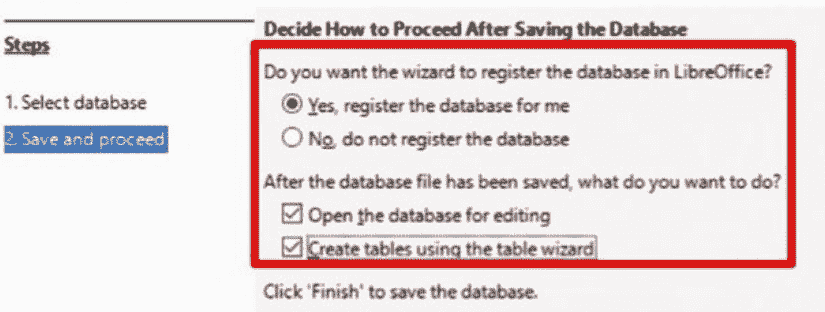 Steps
1. Select database
2. Save and proceed
Decide How to Proceed After Saving the Database
Do you want the wizard to register the database in LibreOffice?
Yes, register the database for me
No, do not register the database
After the database file has been saved, what do you want to do?
Open the database for editing
Create tables using the table wizard
Click 'Finish' to save the database.